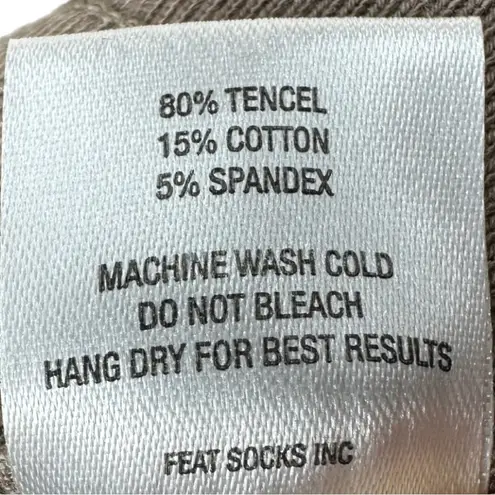 80% TENCEL
15% COTTON
5% SPANDEX
MACHINE WASH COLD
DO NOT BLEACH
HANG DRY FOR BEST RESULTS
FEAT SOCKS INC